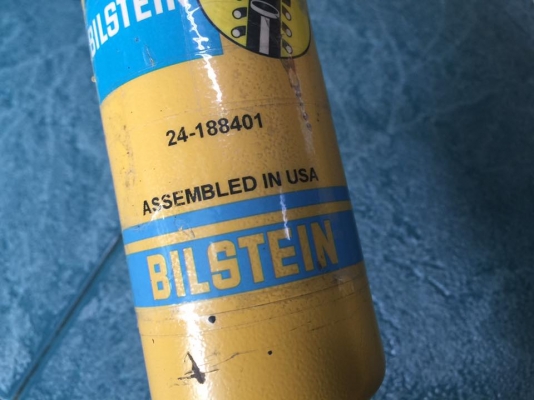 BILSTEIN
24-188401
ASSEMBLED IN USA
BILSTEIN